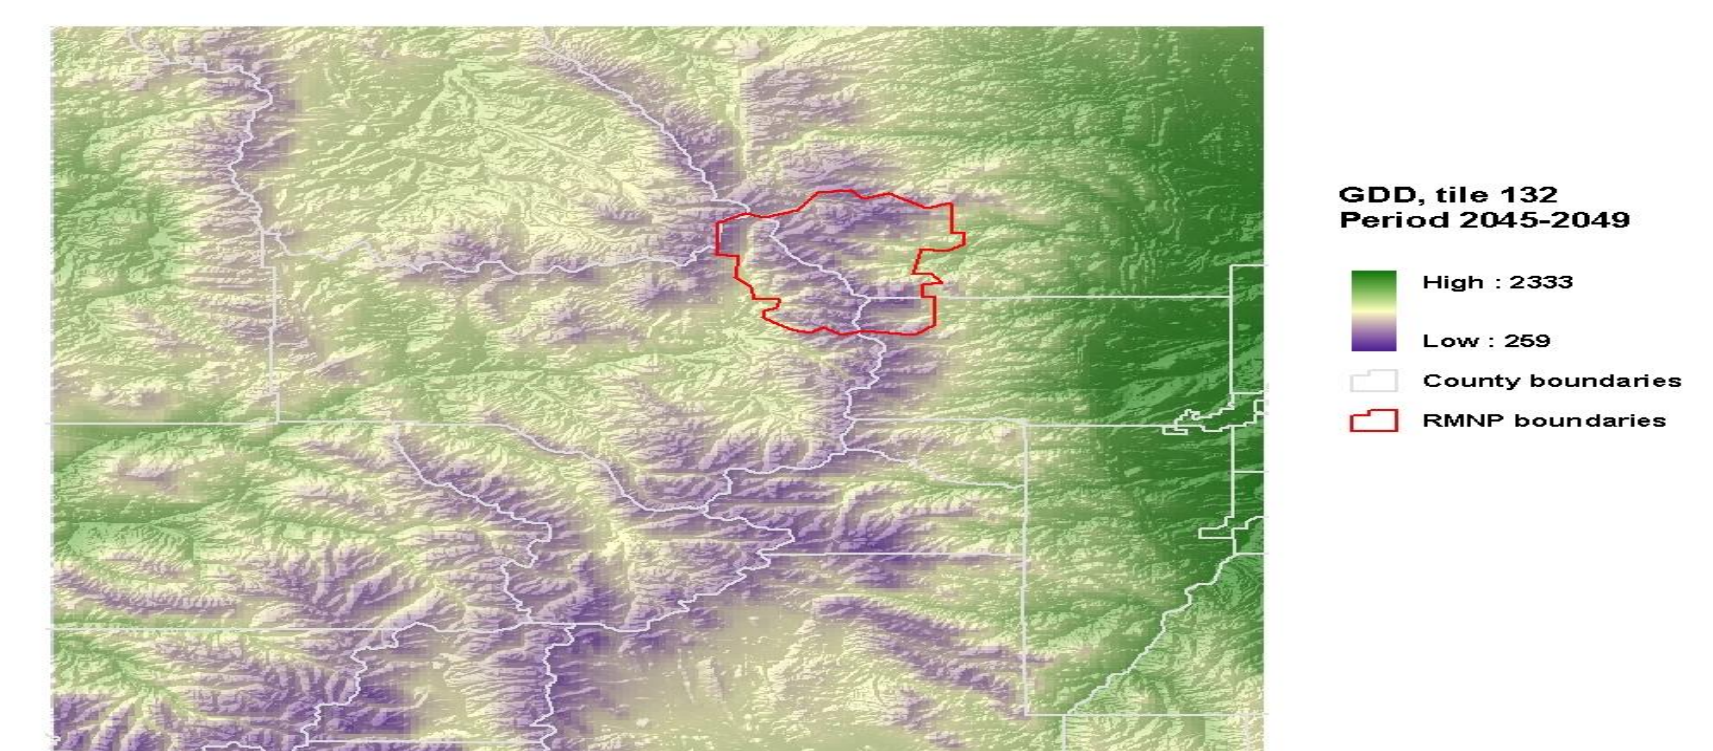 GDD, tile 132
Period 2045-2049
High : 2333
Low : 259
County boundaries
RMNP boundaries